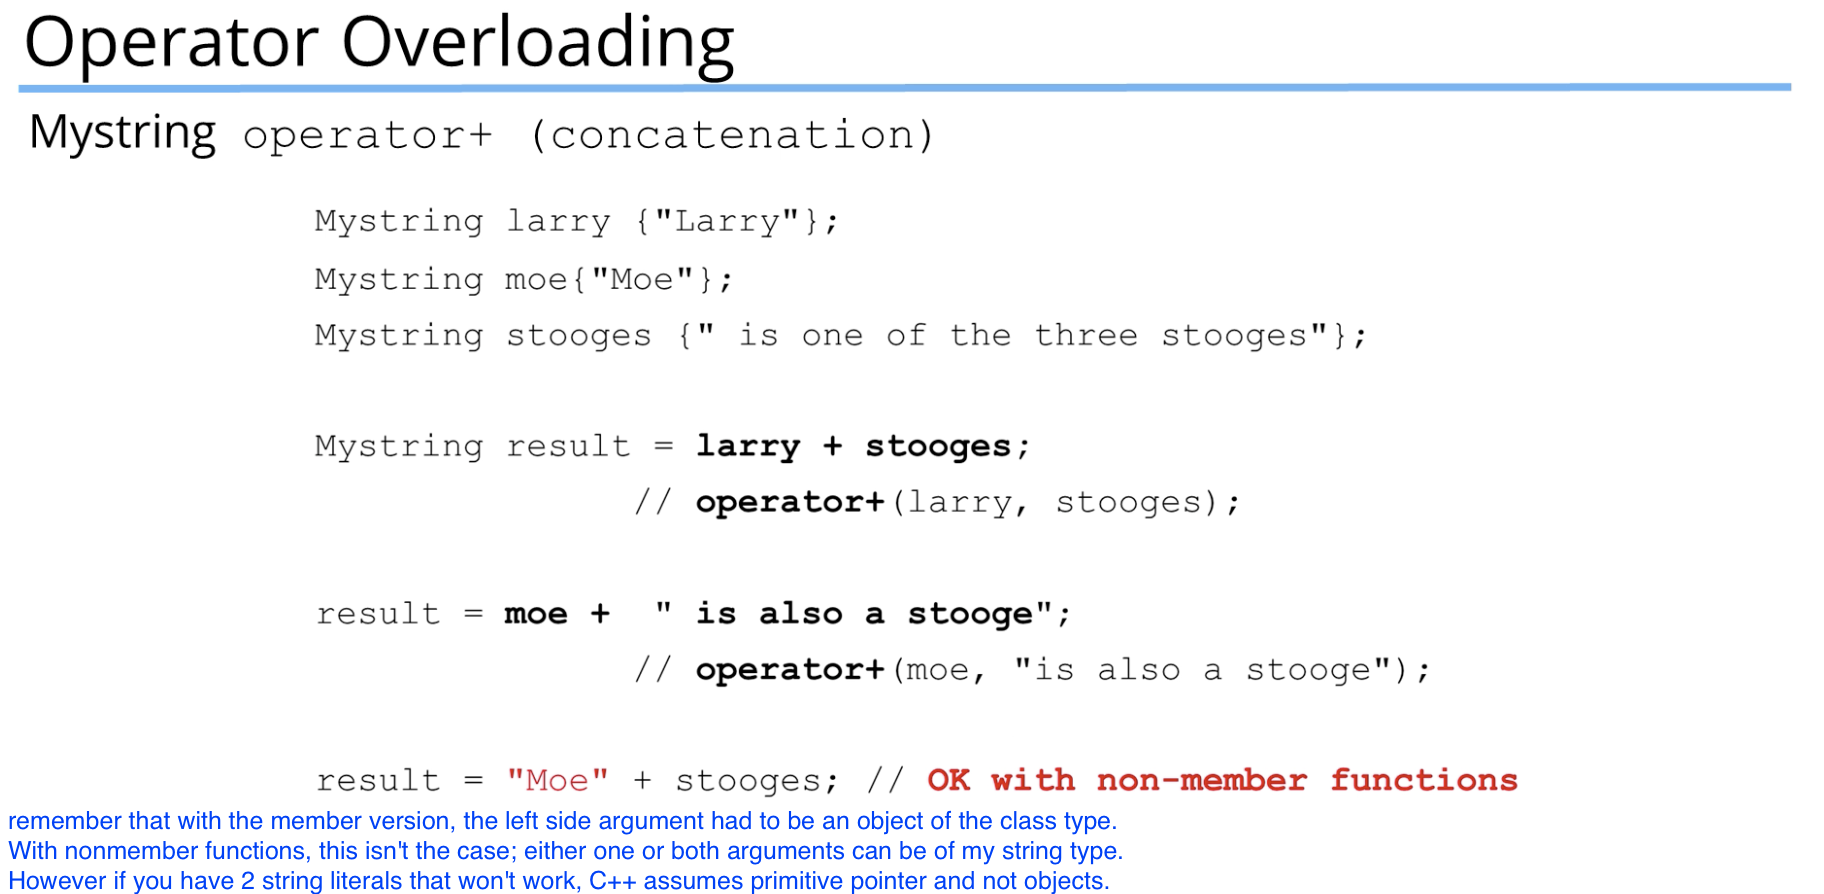 Operator Overloading
Mystring operator+ (concatenation)
Mystring larry {"Larry"};
Mystring moe{"Moe"};
Mystring stooges {" is one of the three stooges"};
Mystring result = larry + stooges;
// operator+(larry, stooges);
result = moe + " is also a stooge";
// operator+(moe, "is also a stooge");
result = "Moe" + stooges; // OK with non-member functions
remember that with the member version, the left side argument had to be an object of the class type.
With nonmember functions, this isn't the case; either one or both arguments can be of my string type.
However if you have 2 string literals that won't work, C++ assumes primitive pointer and not objects.